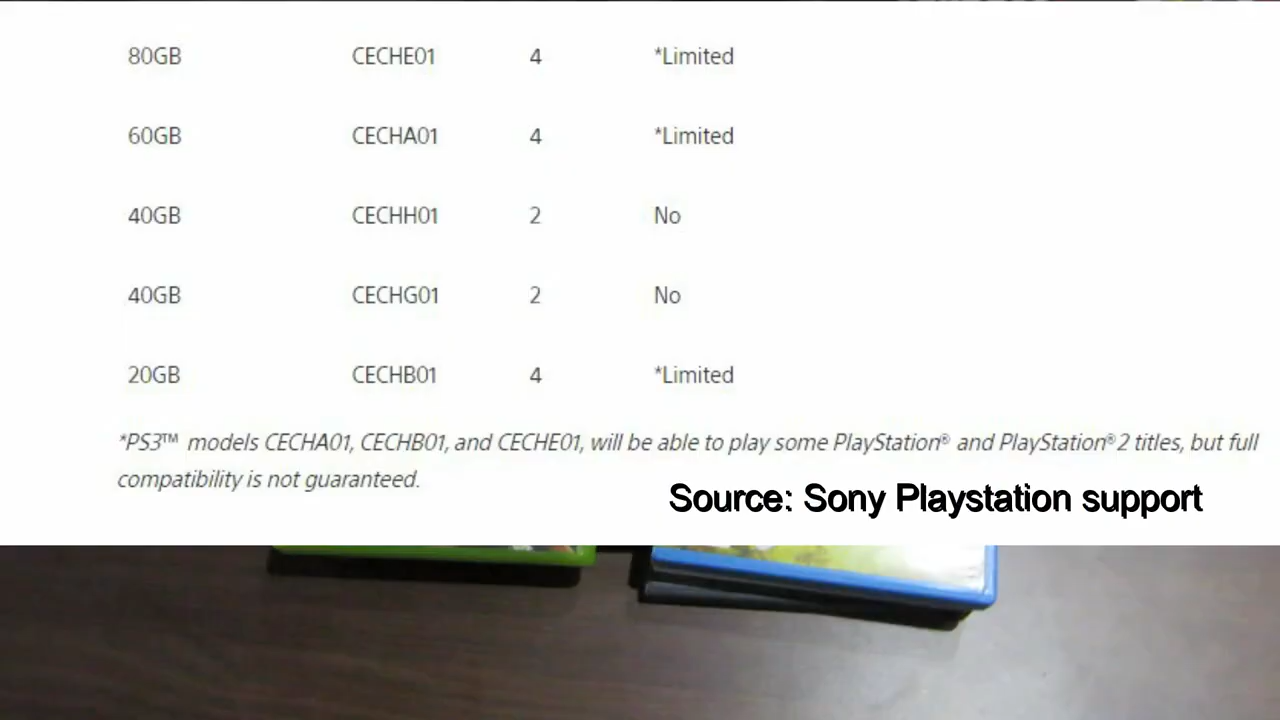 80GB CECHE01 4 *Limited
60GB CECHA01 4 *Limited
40GB CECHH01 2 No
40GB CECHG01 2 No
20GB CECHB01 4 *Limited
*PS3™ models CECHA01, CECHB01, and CECHE01, will be able to play some PlayStation® and PlayStation®2 titles, but full
compatibility is not guaranteed.
Source: Sony Playstation support